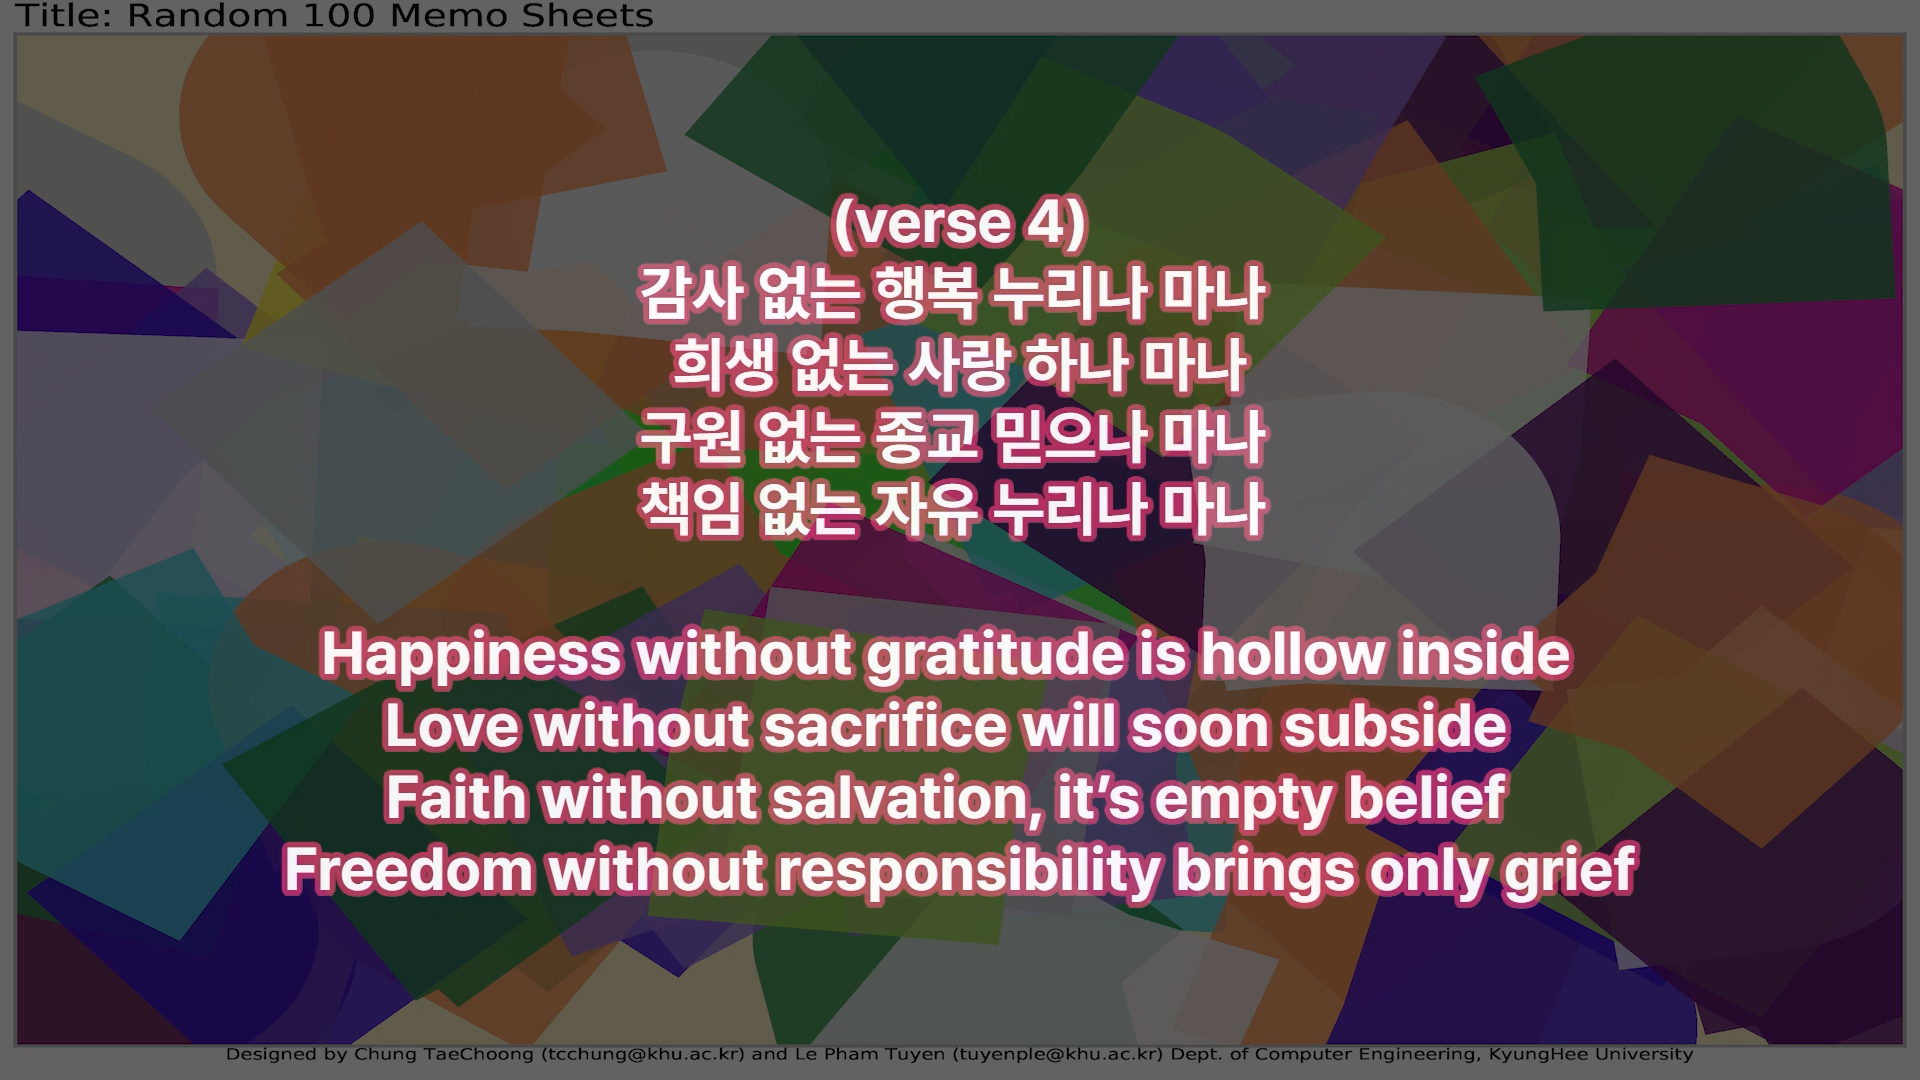 Title: Random 100 Memo Sheets
(verse 4)
감사 없는 행복 누리나 마나
희생 없는 사랑 하나 마나
구원 없는 종교 믿으나 마나
책임 없는 자유 누리나 마나
Happiness without gratitude is hollow inside
Love without sacrifice will soon subside
Faith without salvation, it’s empty belief
Freedom without responsibility brings only grief
Designed by Chung TaeChoong (tcchung@khu.ac.kr) and Le Pham Tuyen (tuyenple@khu.ac.kr) Dept. of Computer Engineering, KyungHee University